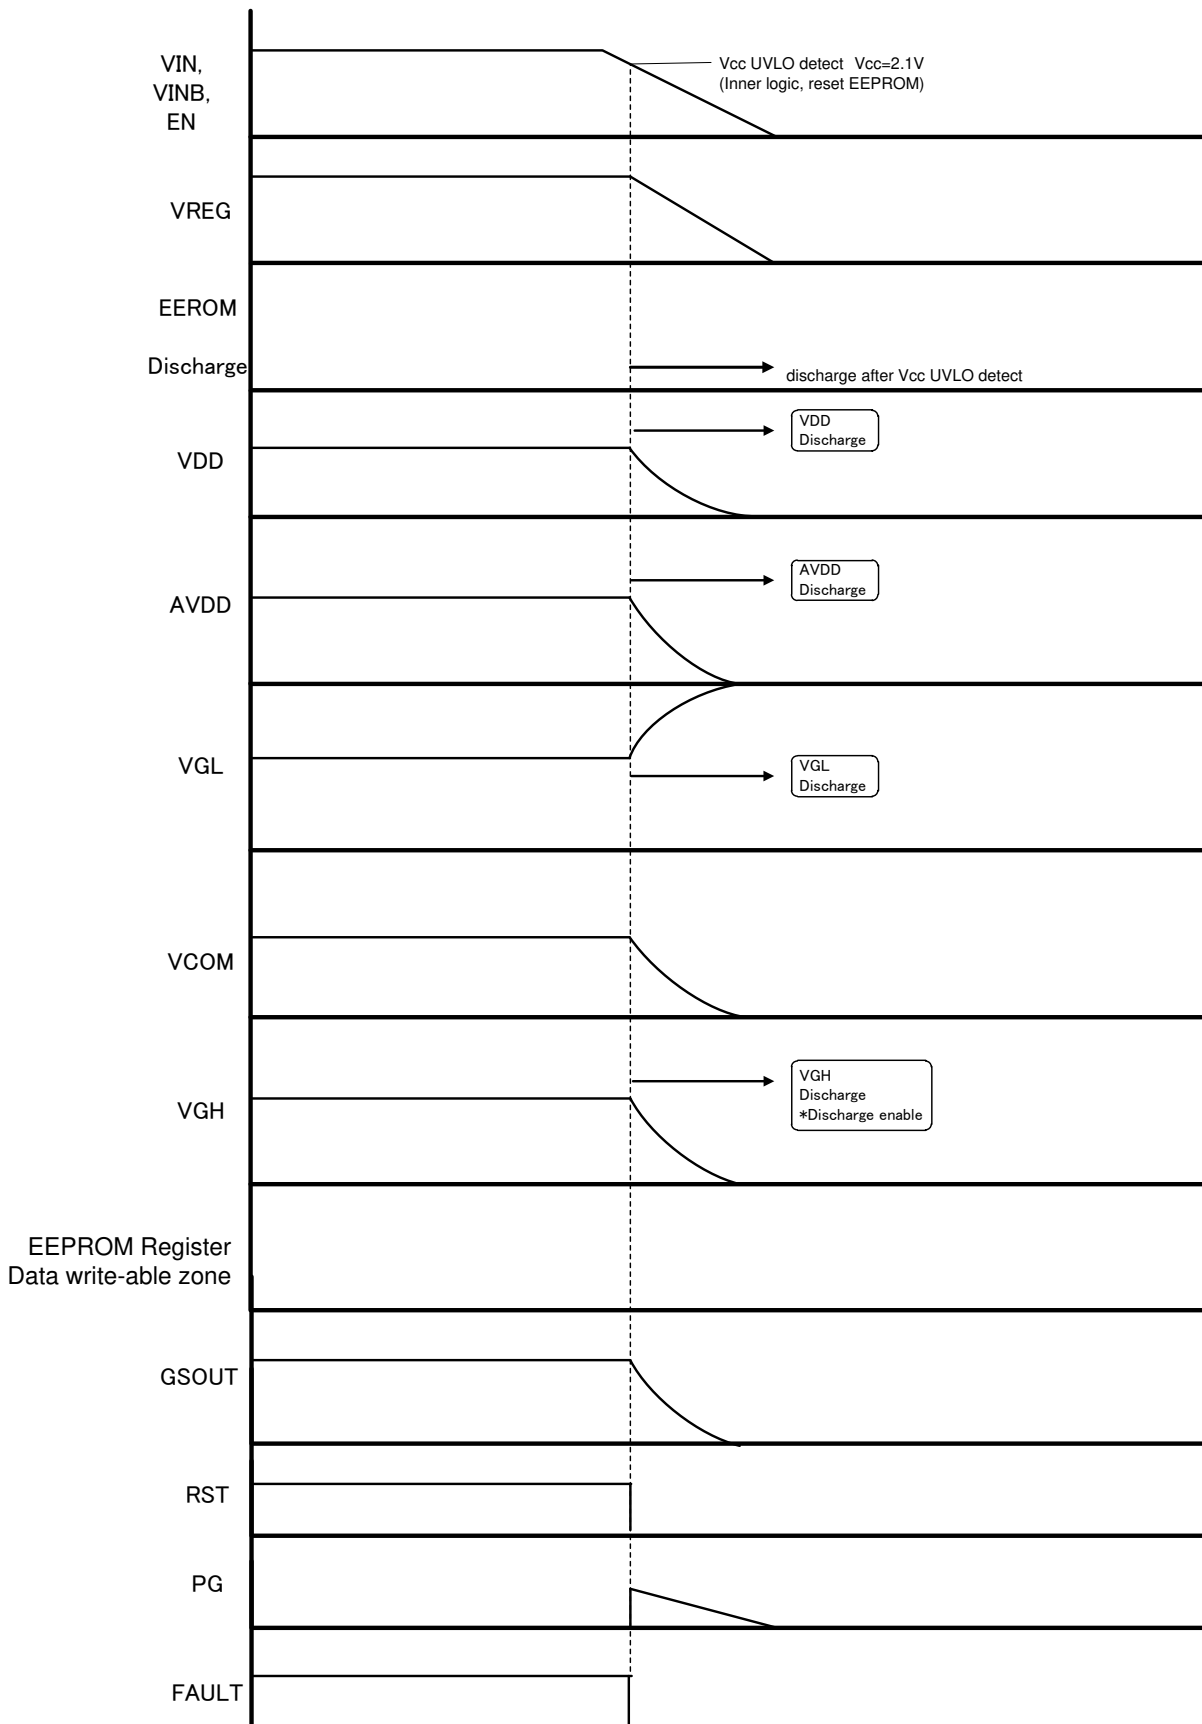 VIN,
VINB,
EN
Vcc UVLO detect Vcc=2.1V
(Inner logic, reset EEPROM)
VREG
EEROM
Discharge
discharge after Vcc UVLO detect
VDD
Discharge
VDD
AVDD
Discharge
AVDD
VGL
VGL
Discharge
VCOM
VGH
Discharge
*Discharge enable
VGH
EEPROM Register
Data write-able zone
GSOUT
RST
PG
FAULT